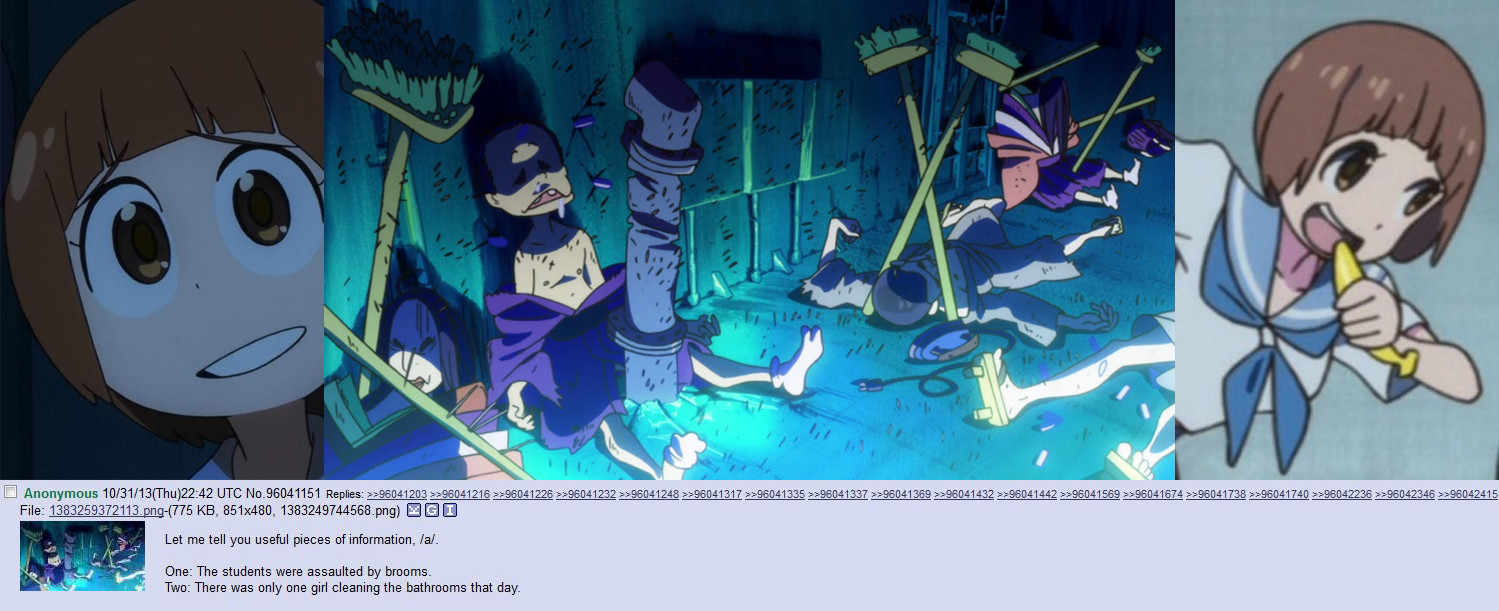 Anonymous 10/31/13(Thu)22:42 UTC No.96041151 Replies: >>96041203 >>96041216 >>96041226 >>96041232 >>96041248 >>96041317 >>96041335 >>96041337 >>96041369 >>96041432 >>96041442 >>96041569 >>96041674 >>96041738 >>96041740 >>96042236 >>96042346 >>96042415
File: 1383259372113.png-(775 KB, 851x480, 1383249744568.png) G I
Let me tell you useful pieces of information, /a/.
One: The students were assaulted by brooms.
Two: There was only one girl cleaning the bathrooms that day.